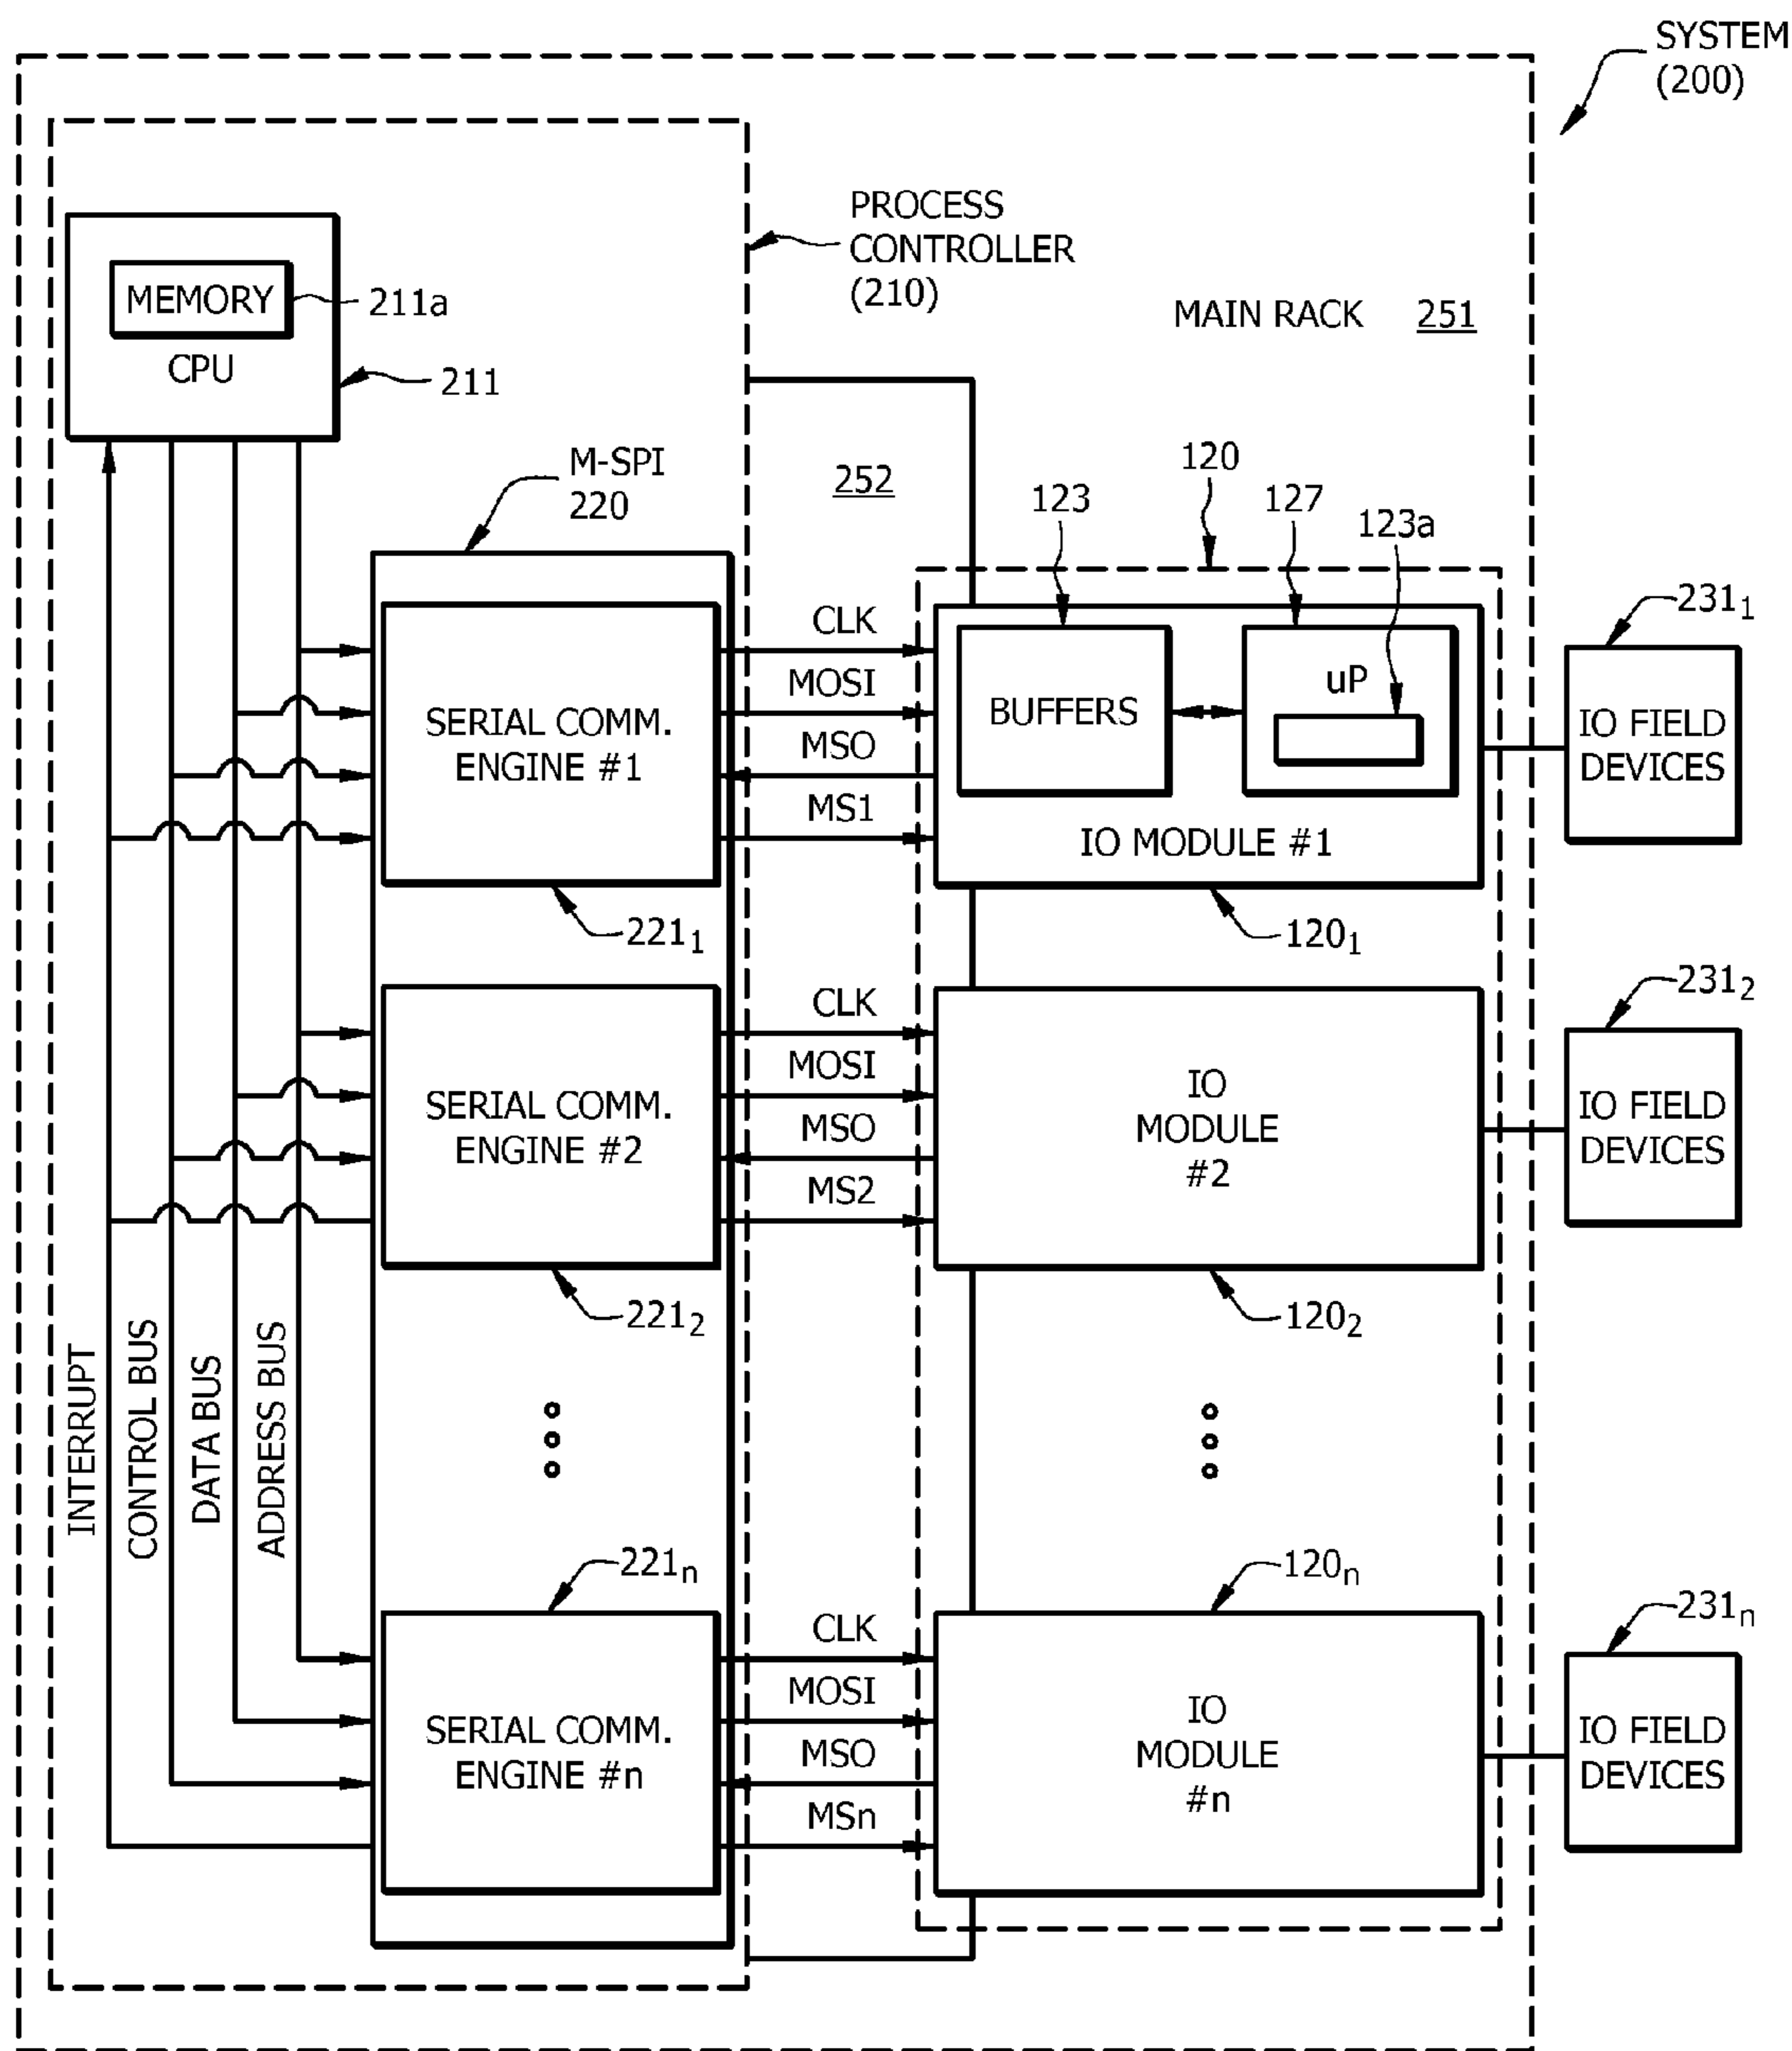 SYSTEM
(200)
PROCESS
CONTROLLER
(210)
MAIN RACK 251
MEMORY
211a
CPU
211
M-SPI
220
252
120
123
127
123a
SERIAL COMM.
ENGINE #1
CLK
MOSI
MSO
MS1
BUFFERS
uP
IO MODULE #1
231₁
IO FIELD
DEVICES
221₁
120₁
SERIAL COMM.
ENGINE #2
CLK
MOSI
MSO
MS2
IO
MODULE
#2
231₂
IO FIELD
DEVICES
221₂
120₂
INTERRUPT
CONTROL BUS
DATA BUS
ADDRESS BUS
221ₙ
120ₙ
SERIAL COMM.
ENGINE #n
CLK
MOSI
MSO
MSn
IO
MODULE
#n
231ₙ
IO FIELD
DEVICES